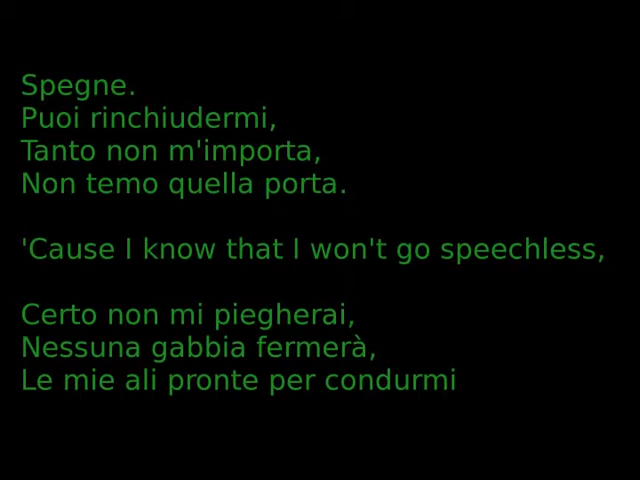 Spegne.
Puoi rinchiudermi,
Tanto non m'importa,
Non temo quella porta.
'Cause I know that I won't go speechless,
Certo non mi piegherai,
Nessuna gabbia fermerà,
Le mie ali pronte per condurmi